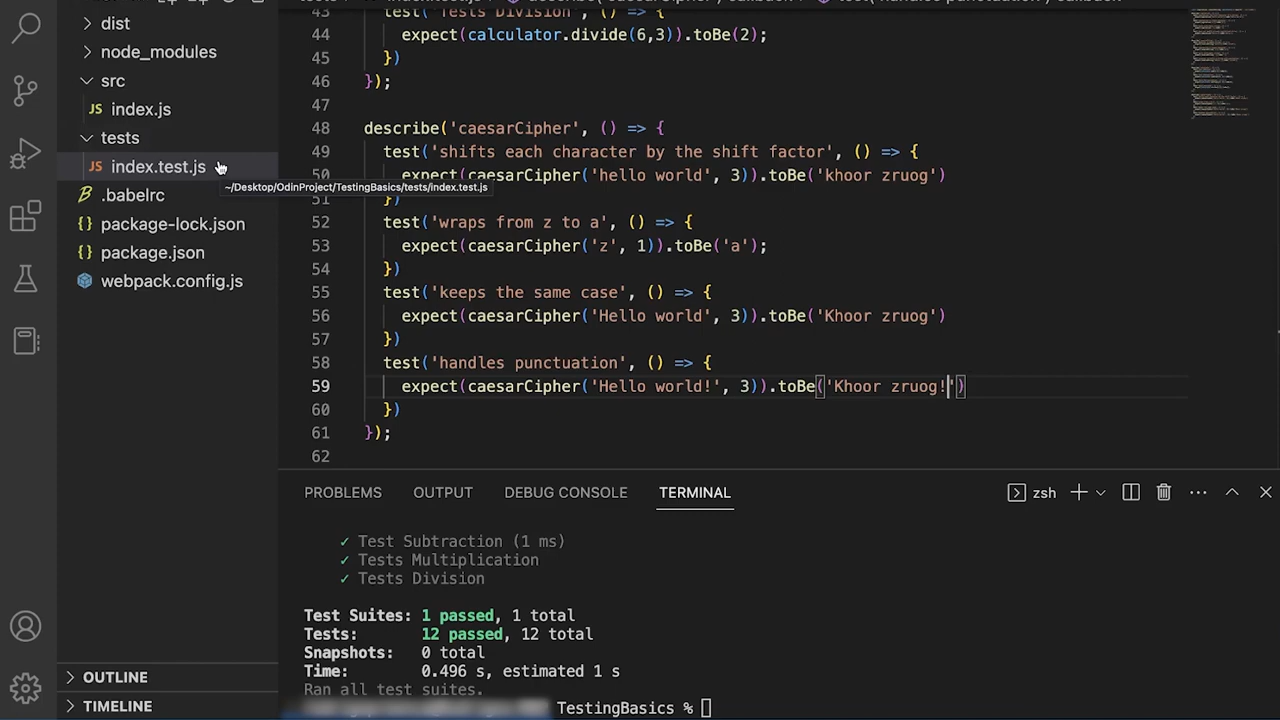 dist
node_modules
src
JS index.js
tests
JS index.test.js
~/Desktop/OdinProject/TestingBasics/tests/index.test.js
.babelrc
{} package-lock.json
{} package.json
webpack.config.js
OUTLINE
TIMELINE
43 test('Tests Division', () => {
44 expect(calculator.divide(6,3)).toBe(2);
45 })
46 });
47
48 describe('caesarCipher', () => {
49 test('shifts each character by the shift factor', () => {
50 expect(caesarCipher('hello world', 3)).toBe('khoor zruog')
51 })
52 test('wraps from z to a', () => {
53 expect(caesarCipher('z', 1)).toBe('a');
54 })
55 test('keeps the same case', () => {
56 expect(caesarCipher('Hello world', 3)).toBe('Khoor zruog')
57 })
58 test('handles punctuation', () => {
59 expect(caesarCipher('Hello world!', 3)).toBe('Khoor zruog!')
60 })
61 });
62
PROBLEMS OUTPUT DEBUG CONSOLE TERMINAL zsh
✓ Test Subtraction (1 ms)
✓ Tests Multiplication
✓ Tests Division
Test Suites: 1 passed, 1 total
Tests: 12 passed, 12 total
Snapshots: 0 total
Time: 0.496 s, estimated 1 s
Ran all test suites.
TestingBasics %